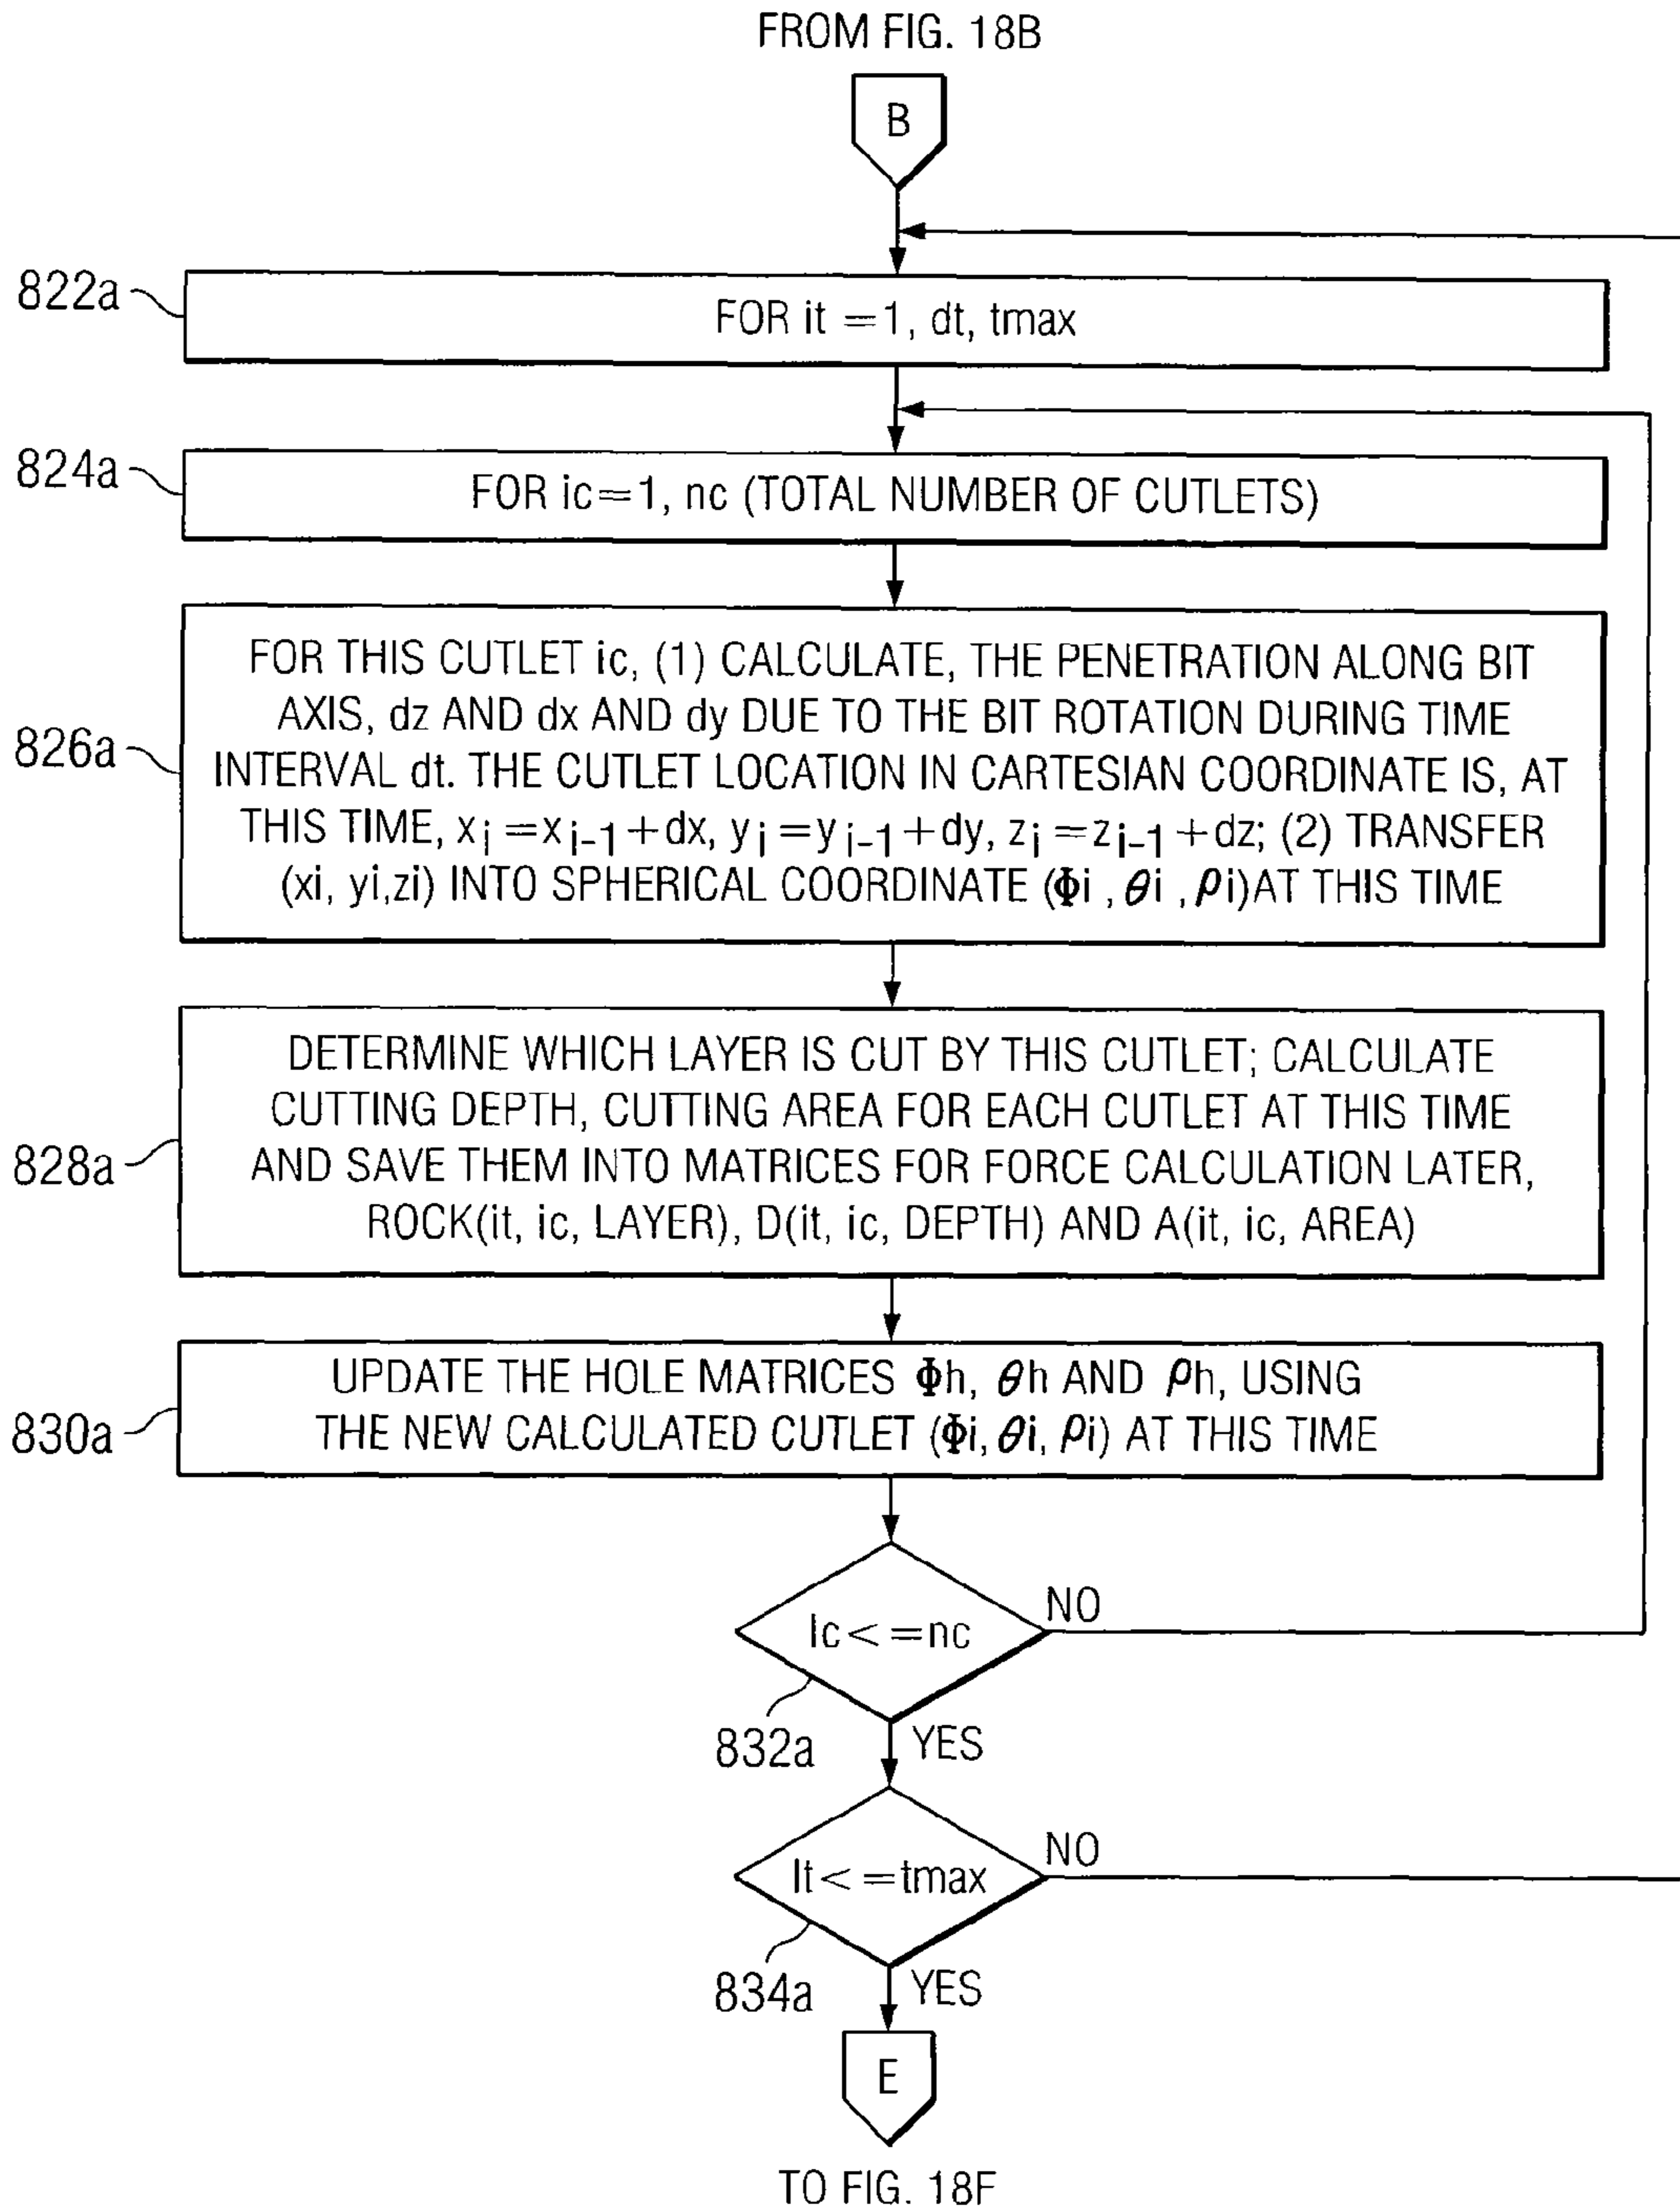 FROM FIG. 18B
B
822a
FOR it =1, dt, tmax
824a
FOR ic=1, nc (TOTAL NUMBER OF CUTLETS)
826a
FOR THIS CUTLET ic, (1) CALCULATE, THE PENETRATION ALONG BIT
AXIS, dz AND dx AND dy DUE TO THE BIT ROTATION DURING TIME
INTERVAL dt. THE CUTLET LOCATION IN CARTESIAN COORDINATE IS, AT
THIS TIME, x_i =x_{i-1}+dx, y_i =y_{i-1}+dy, z_i =z_{i-1}+dz; (2) TRANSFER
(xi, yi,zi) INTO SPHERICAL COORDINATE (Φi , θi , ρi)AT THIS TIME
828a
DETERMINE WHICH LAYER IS CUT BY THIS CUTLET; CALCULATE
CUTTING DEPTH, CUTTING AREA FOR EACH CUTLET AT THIS TIME
AND SAVE THEM INTO MATRICES FOR FORCE CALCULATION LATER,
ROCK(it, ic, LAYER), D(it, ic, DEPTH) AND A(it, ic, AREA)
830a
UPDATE THE HOLE MATRICES Φh, θh AND ρh, USING
THE NEW CALCULATED CUTLET (Φi, θi, ρi) AT THIS TIME
Ic<=nc
NO
832a
YES
It<=tmax
NO
834a
YES
E
TO FIG. 18F